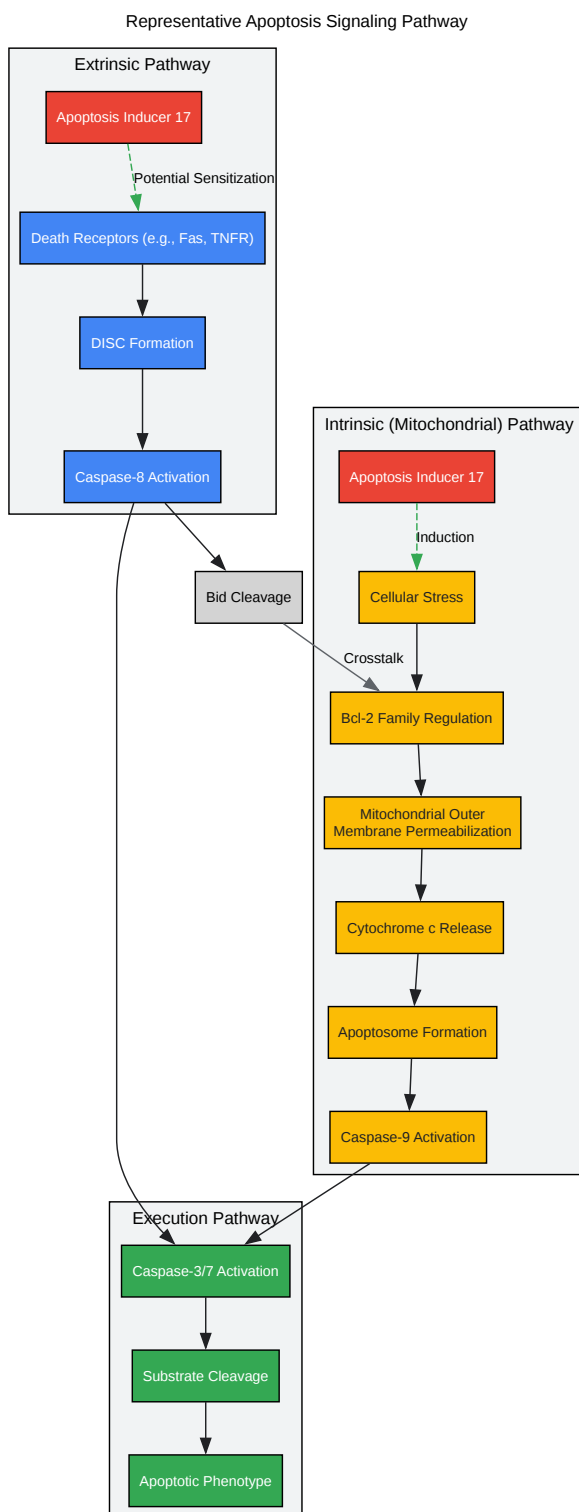 Representative Apoptosis Signaling Pathway
Extrinsic Pathway
Apoptosis Inducer 17
Potential Sensitization
Death Receptors (e.g., Fas, TNFR)
DISC Formation
Caspase-8 Activation
Bid Cleavage
Crosstalk
Intrinsic (Mitochondrial) Pathway
Apoptosis Inducer 17
Induction
Cellular Stress
Bcl-2 Family Regulation
Mitochondrial Outer
Membrane Permeabilization
Cytochrome c Release
Apoptosome Formation
Caspase-9 Activation
Execution Pathway
Caspase-3/7 Activation
Substrate Cleavage
Apoptotic Phenotype